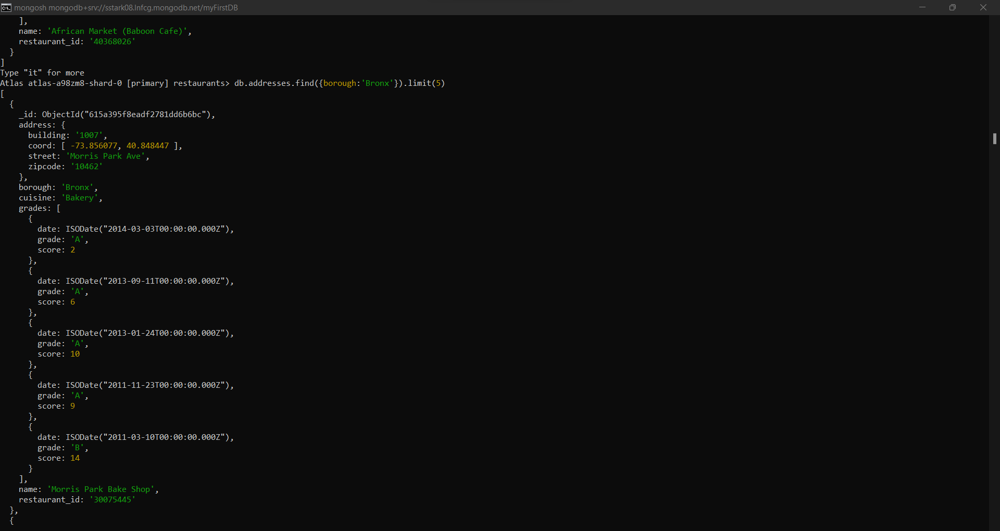 mongosh mongodb+srv://sstark08.lnfcg.mongodb.net/myFirstDB
    ],
    name: 'African Market (Baboon Cafe)',
    restaurant_id: '40368026'
  }
]
Type "it" for more
Atlas atlas-a98zm8-shard-0 [primary] restaurants> db.addresses.find({borough:'Bronx'}).limit(5)
[
  {
    _id: ObjectId("615a395f8eadf2781dd6b6bc"),
    address: {
      building: '1007',
      coord: [ -73.856077, 40.848447 ],
      street: 'Morris Park Ave',
      zipcode: '10462'
    },
    borough: 'Bronx',
    cuisine: 'Bakery',
    grades: [
      {
        date: ISODate("2014-03-03T00:00:00.000Z"),
        grade: 'A',
        score: 2
      },
      {
        date: ISODate("2013-09-11T00:00:00.000Z"),
        grade: 'A',
        score: 6
      },
      {
        date: ISODate("2013-01-24T00:00:00.000Z"),
        grade: 'A',
        score: 10
      },
      {
        date: ISODate("2011-11-23T00:00:00.000Z"),
        grade: 'A',
        score: 9
      },
      {
        date: ISODate("2011-03-10T00:00:00.000Z"),
        grade: 'B',
        score: 14
      }
    ],
    name: 'Morris Park Bake Shop',
    restaurant_id: '30075445'
  },
  {